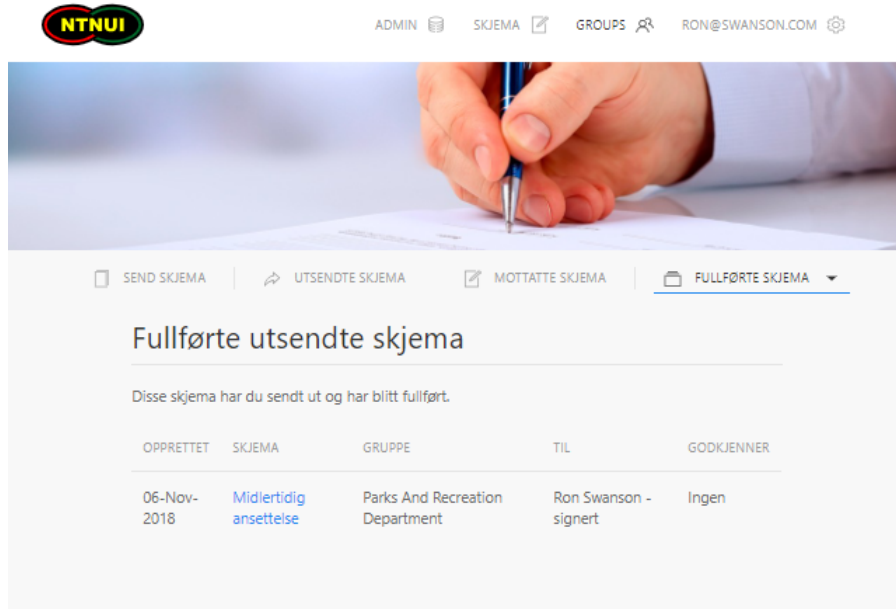 NTNUI
ADMIN
SKJEMA
GROUPS
RON@SWANSON.COM
SEND SKJEMA
UTSENDTE SKJEMA
MOTTATTE SKJEMA
FULLFØRTE SKJEMA
Fullførte utsendte skjema
Disse skjema har du sendt ut og har blitt fullført.
OPPRETTET SKJEMA GRUPPE TIL GODKJENNER
06-Nov- Midlertidig Parks And Recreation Ron Swanson - Ingen
2018 ansettelse Department signert